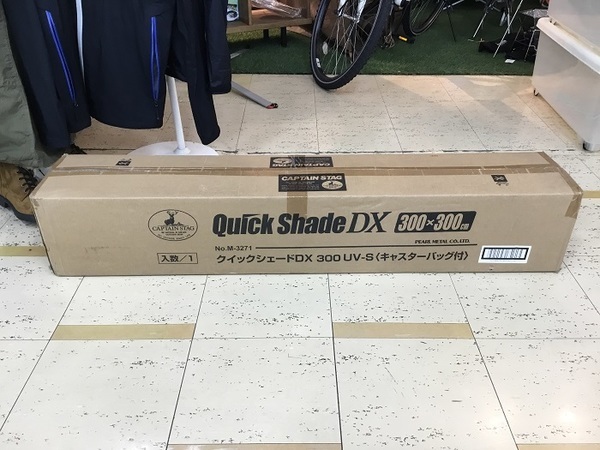 CAPTAIN STAG
CAPTAIN STAG
Quick Shade DX 300×300cm
PEARL METAL CO.,LTD.
No.M-3271
入数/1
クイックシェードDX 300 UV-S〈キャスターバッグ付〉